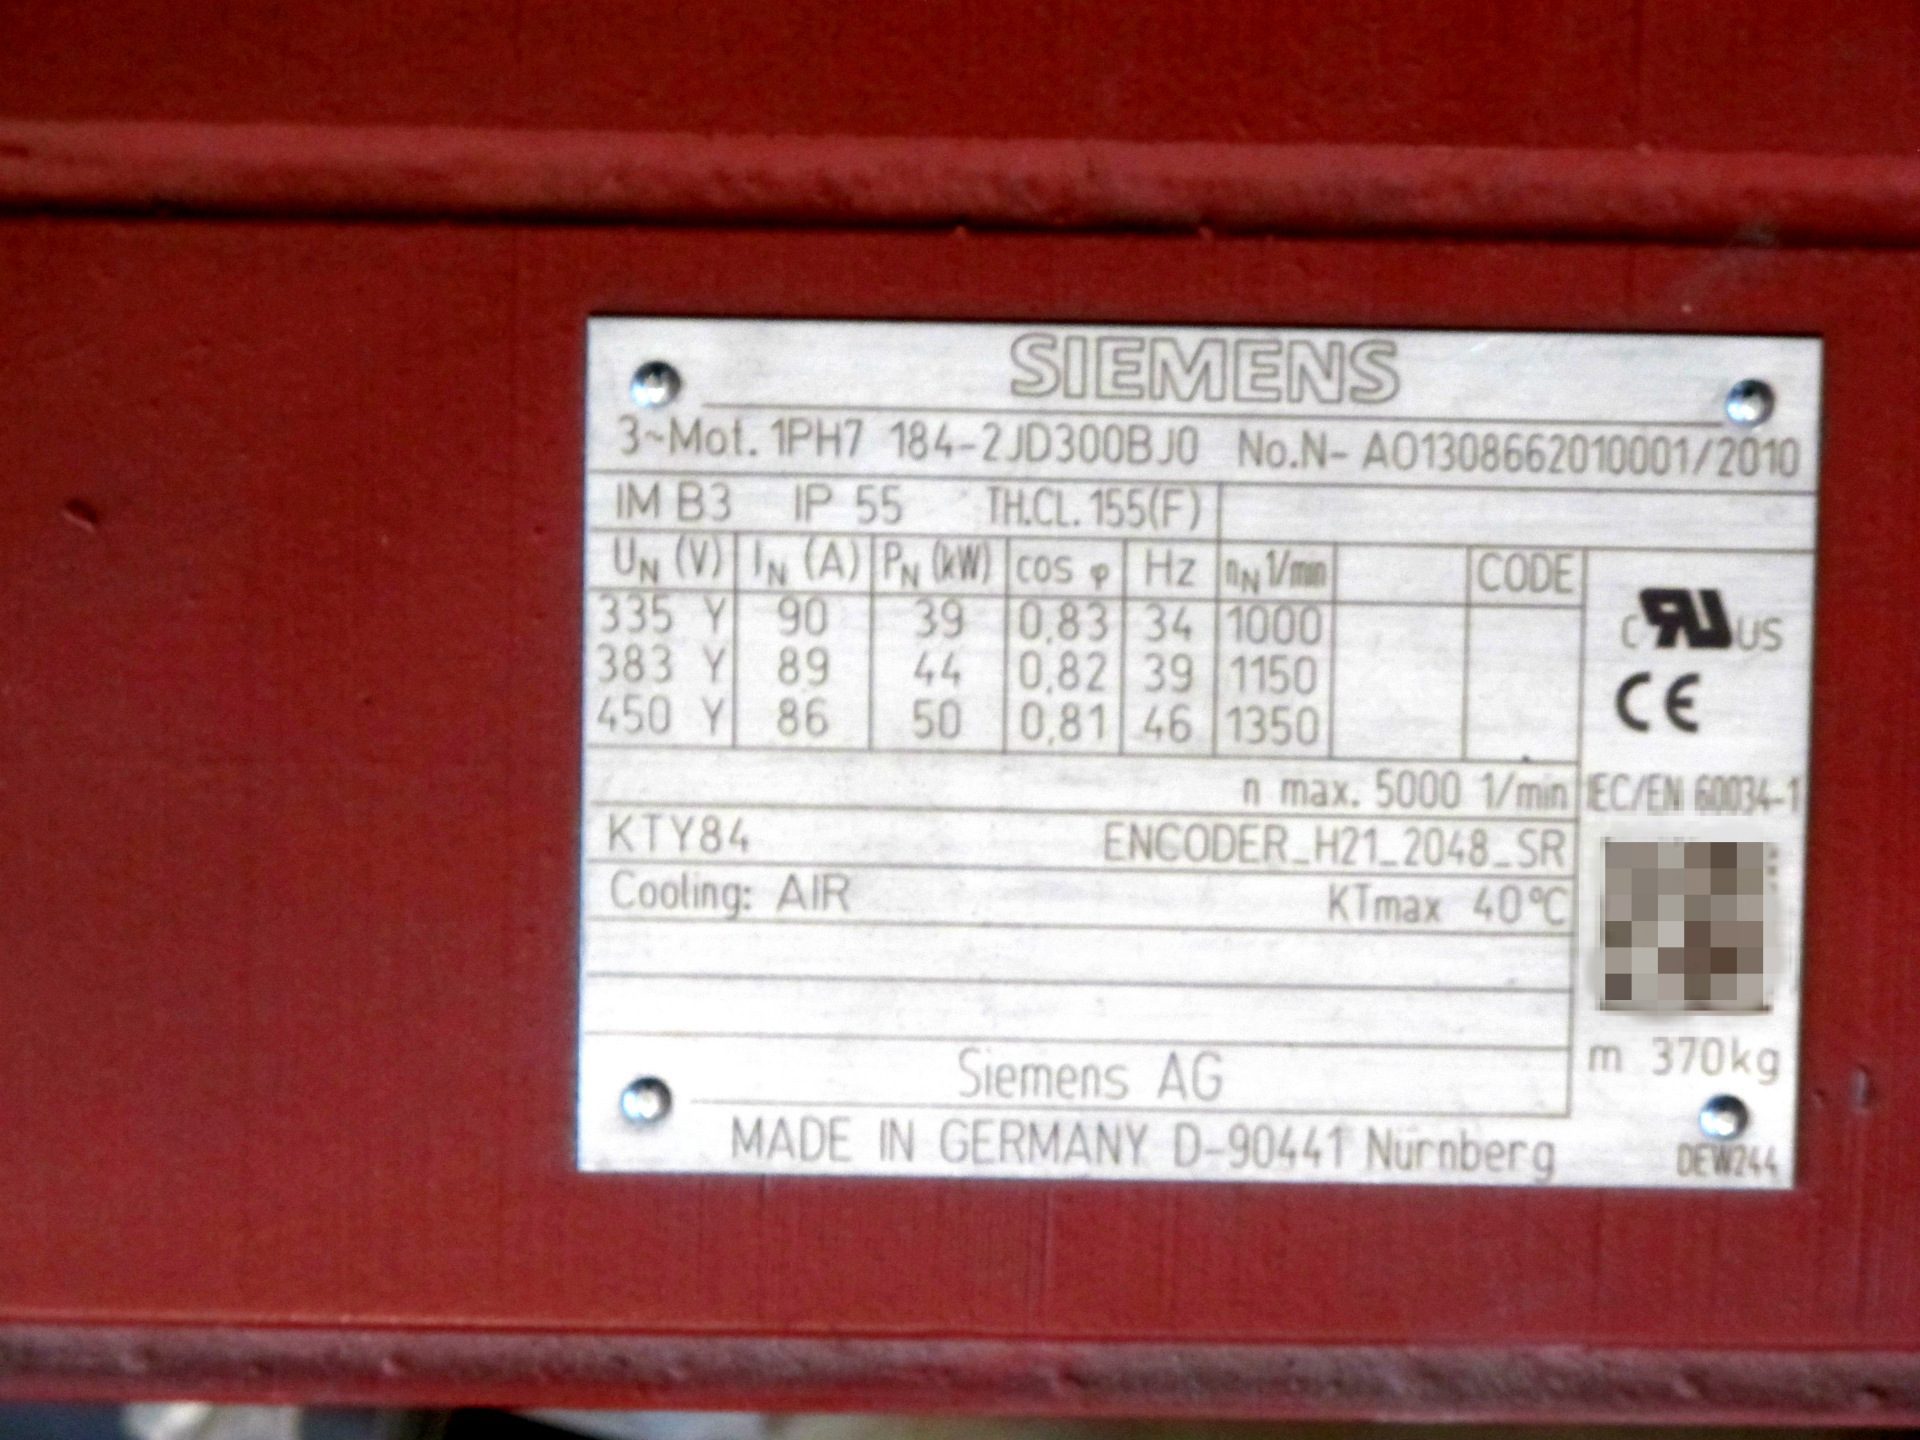 SIEMENS
3~Mot. 1PH7 184-2JD300BJ0 No.N- AO1308662010001/2010
IM B3 IP 55 TH.CL. 155(F)
UN (V) IN (A) PN (kW) cos φ Hz nN 1/min CODE
335 Y 90 39 0,83 34 1000
383 Y 89 44 0,82 39 1150
450 Y 86 50 0,81 46 1350
C RU US
CE
n max. 5000 1/min IEC/EN 60034-1
KTY84 ENCODER_H21_2048_SR
Cooling: AIR KTmax 40°C
m 370kg
Siemens AG
MADE IN GERMANY D-90441 Nürnberg
DEW244